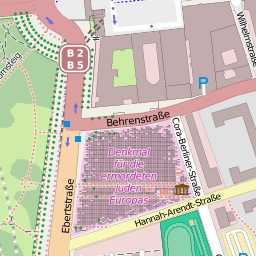 Wilhelmstraße
B 2
B 5
P
Behrenstraße
Denkmal
für die
ermordeten
Juden
Europas
Cora-Berliner-Straße
Ebertstraße
Hannah-Arendt-Straße